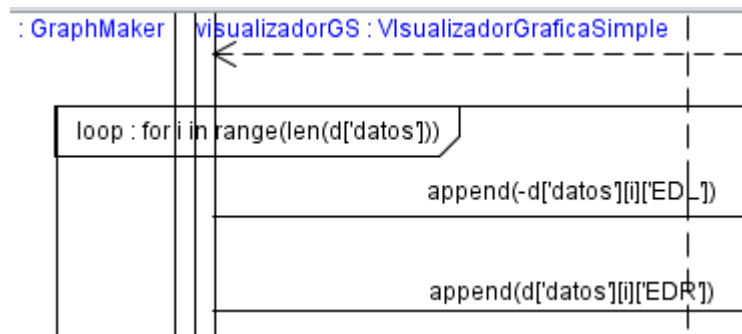 : GraphMaker visualizadorGS : VIsualizadorGraficaSimple
loop : for i in range(len(d['datos']))
append(-d['datos'][i]['EDL'])
append(d['datos'][i]['EDR'])